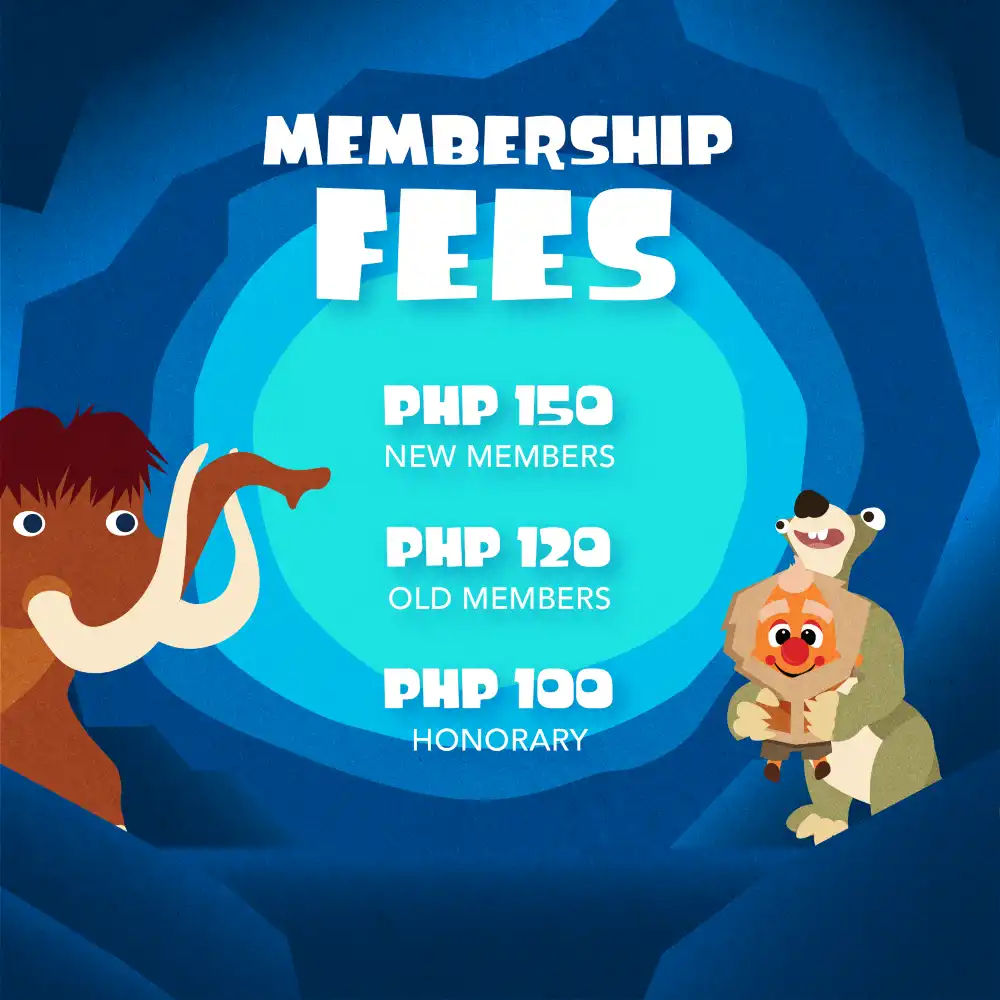 MEMBERSHIP
FEES
PHP 150
NEW MEMBERS
PHP 120
OLD MEMBERS
PHP 100
HONORARY